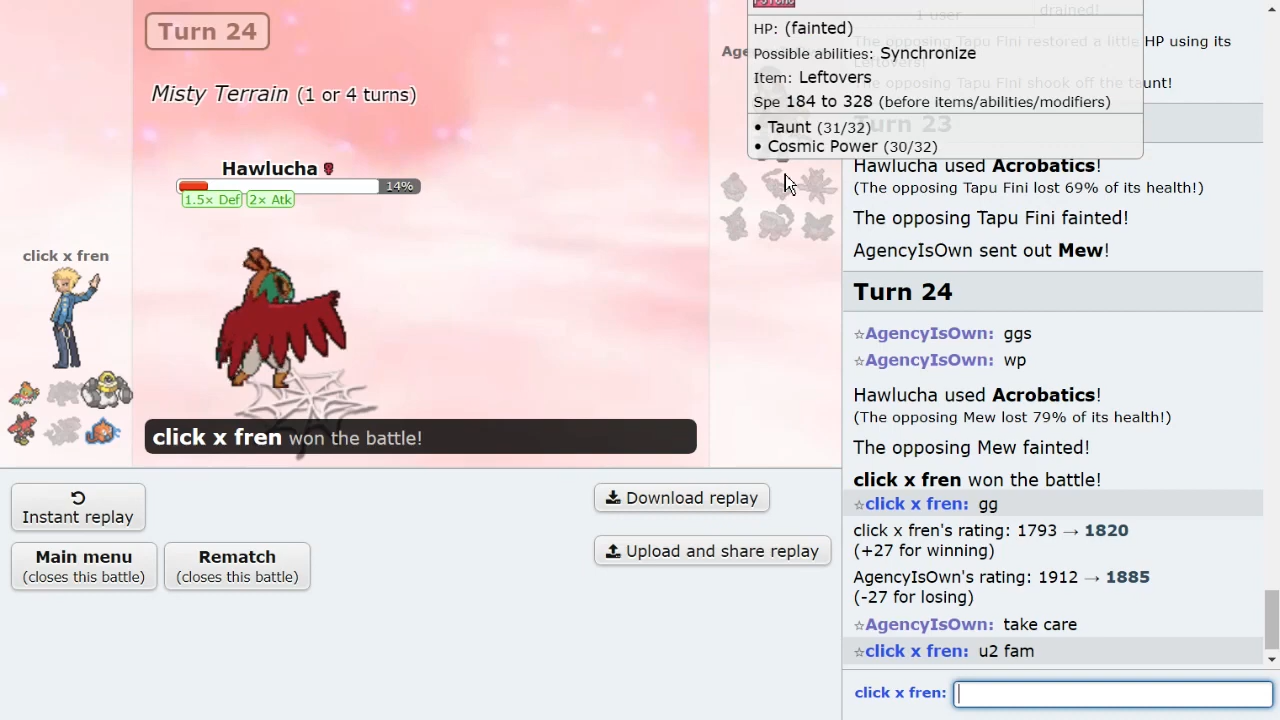 Turn 24
Misty Terrain (1 or 4 turns)
Hawlucha
14%
1.5× Def 2× Atk
click x fren
click x fren won the battle!
Instant replay
Download replay
Main menu
(closes this battle)
Rematch
(closes this battle)
Upload and share replay
Age
HP: (fainted)
Possible abilities: Synchronize
Item: Leftovers
Spe 184 to 328 (before items/abilities/modifiers)
• Taunt (31/32)
• Cosmic Power (30/32)
1 user
drained!
The opposing Tapu Fini restored a little HP using its
Leftovers!
The opposing Tapu Fini shook off the taunt!
Turn 23
Hawlucha used Acrobatics!
(The opposing Tapu Fini lost 69% of its health!)
The opposing Tapu Fini fainted!
AgencyIsOwn sent out Mew!
Turn 24
☆AgencyIsOwn: ggs
☆AgencyIsOwn: wp
Hawlucha used Acrobatics!
(The opposing Mew lost 79% of its health!)
The opposing Mew fainted!
click x fren won the battle!
☆click x fren: gg
click x fren's rating: 1793 → 1820
(+27 for winning)
AgencyIsOwn's rating: 1912 → 1885
(-27 for losing)
☆AgencyIsOwn: take care
☆click x fren: u2 fam
click x fren: